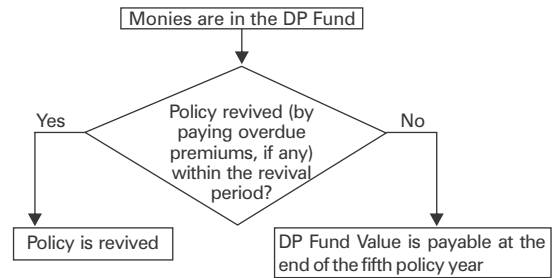 Monies are in the DP Fund
Yes
No
Policy revived (by
paying overdue
premiums, if any)
within the revival
period?
Policy is revived
DP Fund Value is payable at the
end of the fifth policy year